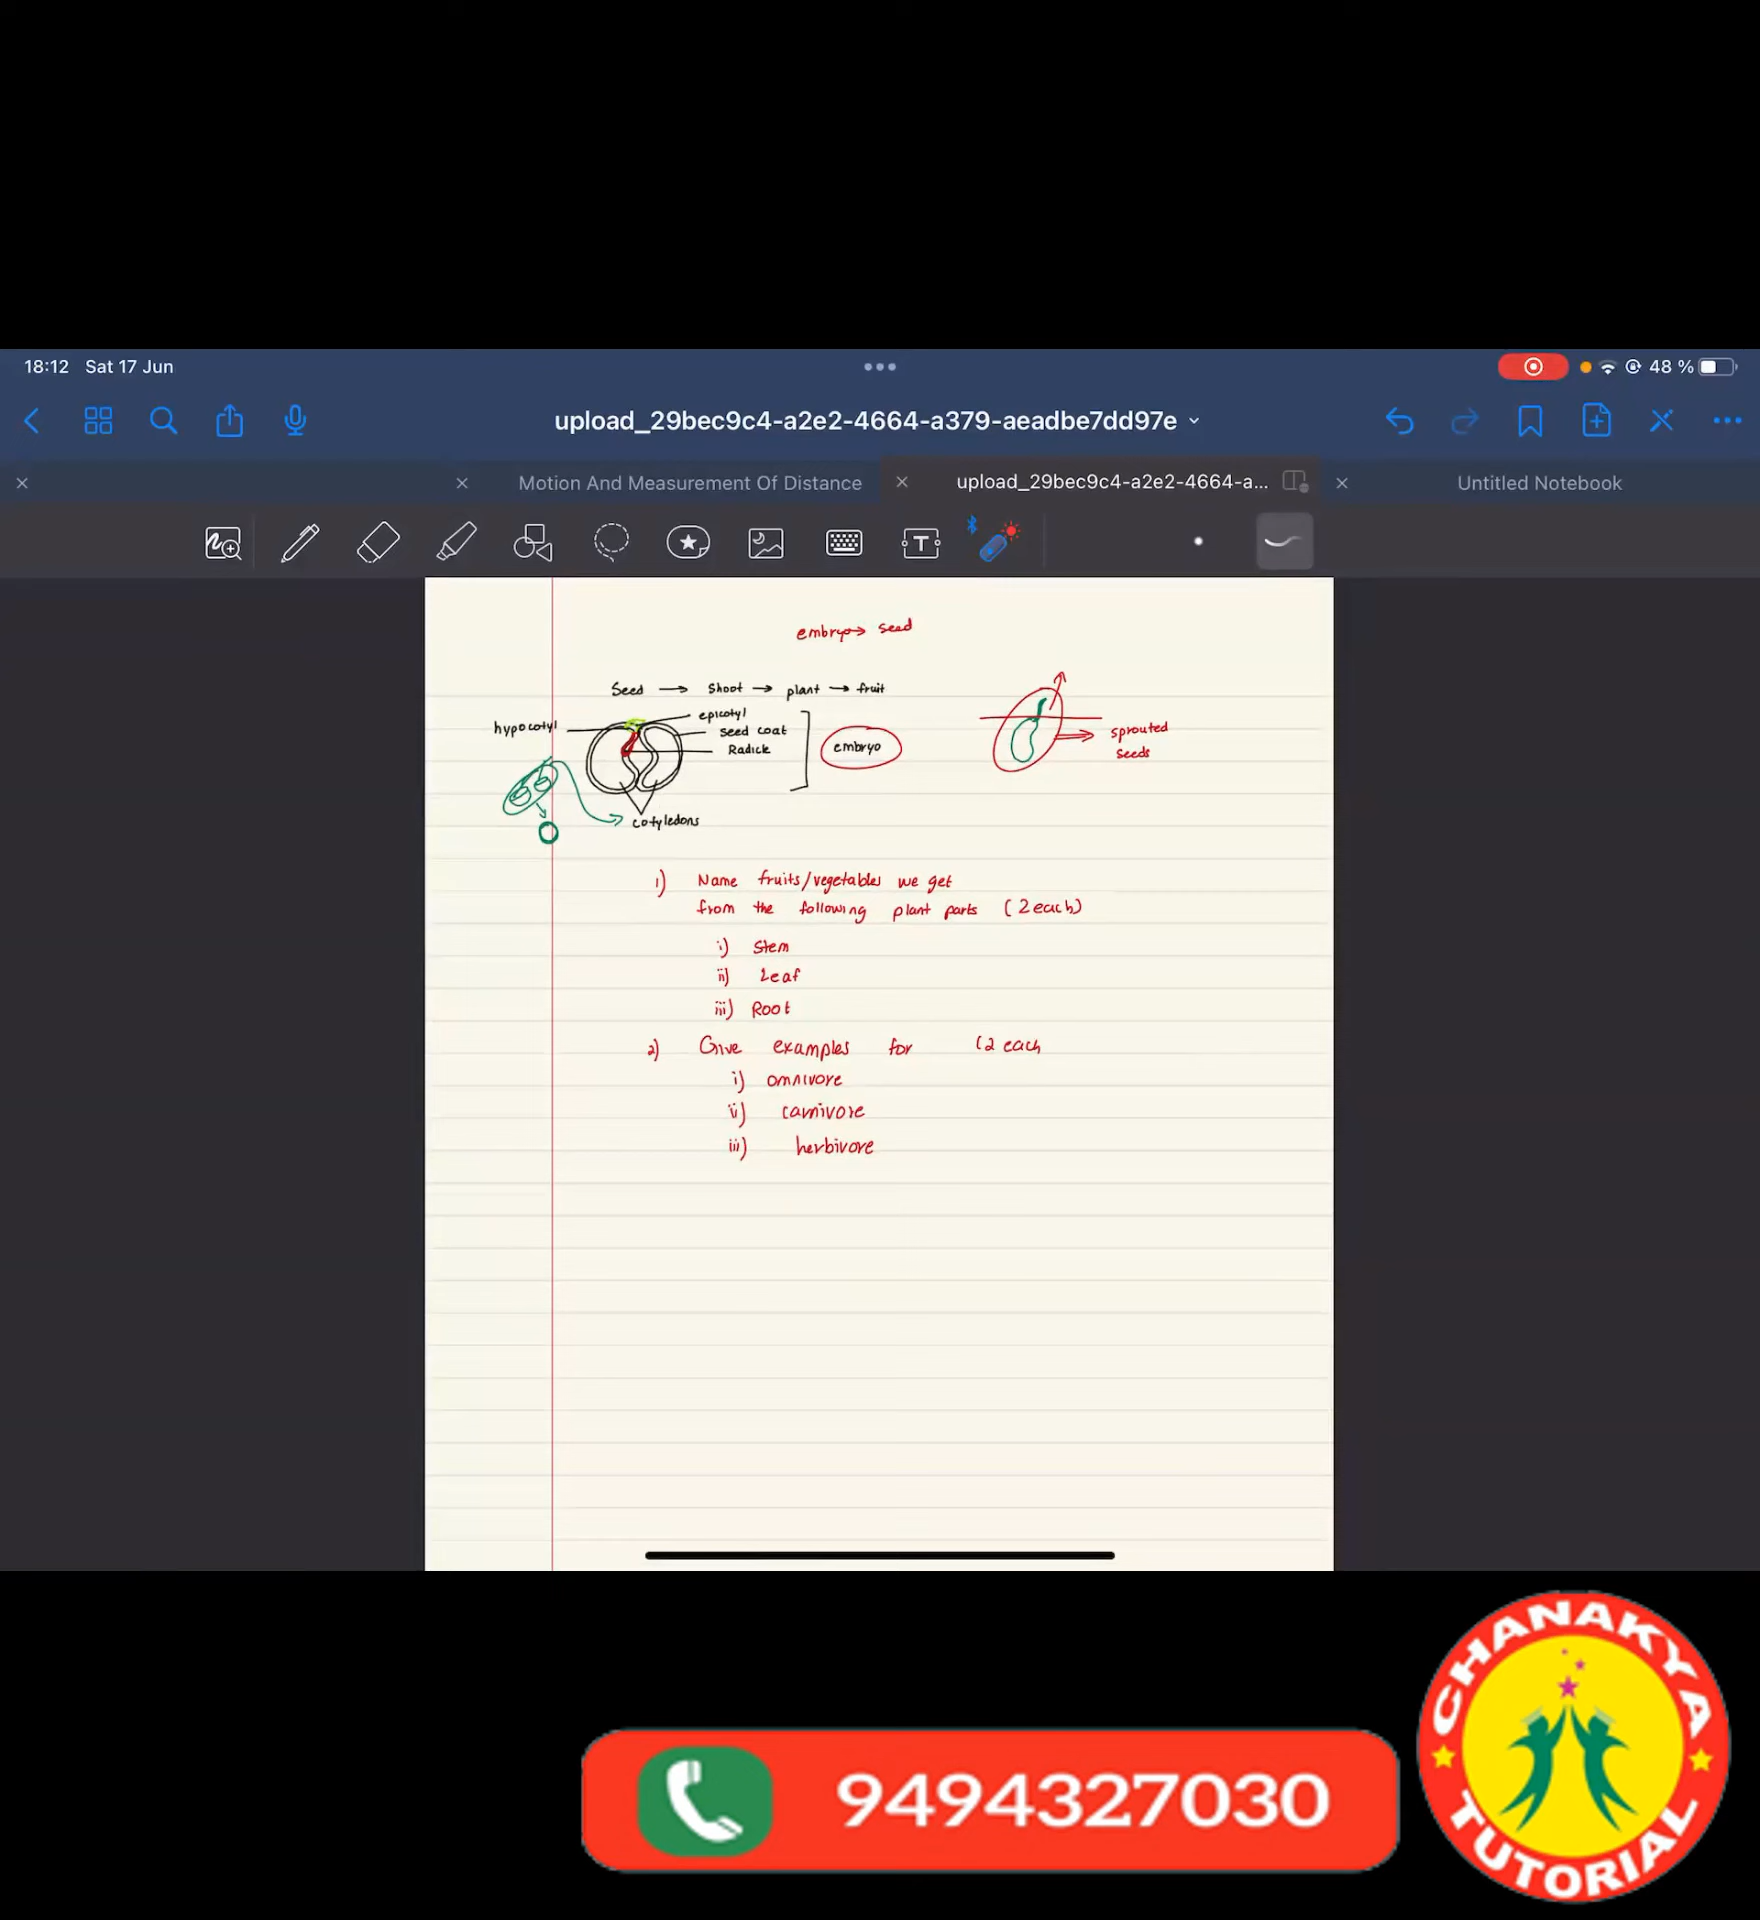 18:12 Sat 17 Jun
48 %
upload_29bec9c4-a2e2-4664-a379-aeadbe7dd97e
Motion And Measurement Of Distance
upload_29bec9c4-a2e2-4664-a...
Untitled Notebook
T
embryo→ seed
Seed → Shoot → plant → fruit
hypocotyl
epicotyl
seed coat
Radicle
embryo
sprouted
seeds
cotyledons
1) Name fruits/vegetables we get
from the following plant parts (2 each)
i) Stem
ii) Leaf
iii) Root
2) Give examples for (2 each
i) omnivore
ii) carnivore
iii) herbivore
9494327030
CHANAKYA
TUTORIAL